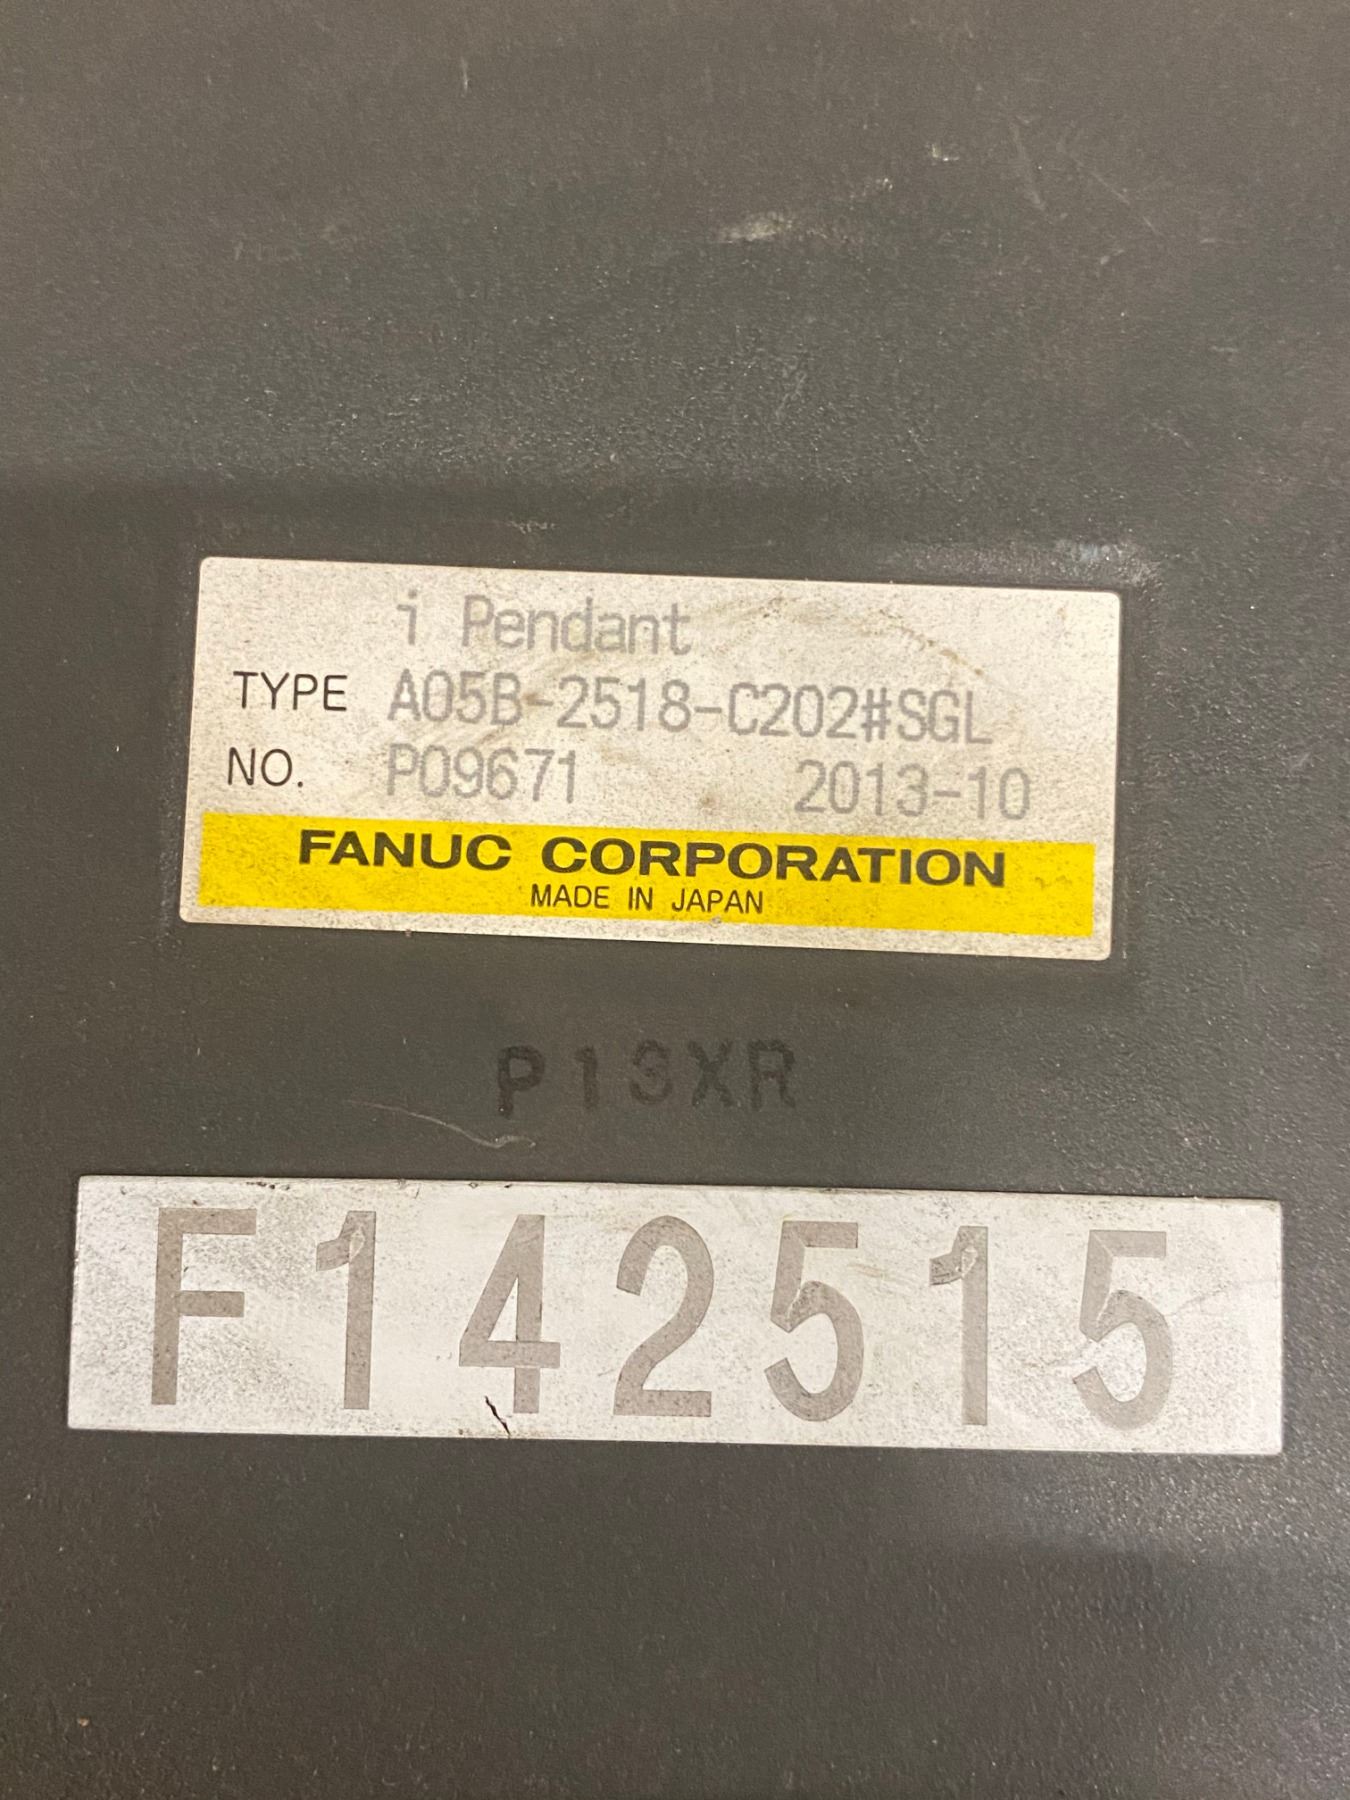 i Pendant
TYPE A05B-2518-C202#SGL
NO. P09671 2013-10
FANUC CORPORATION
MADE IN JAPAN
P13XR
F142515